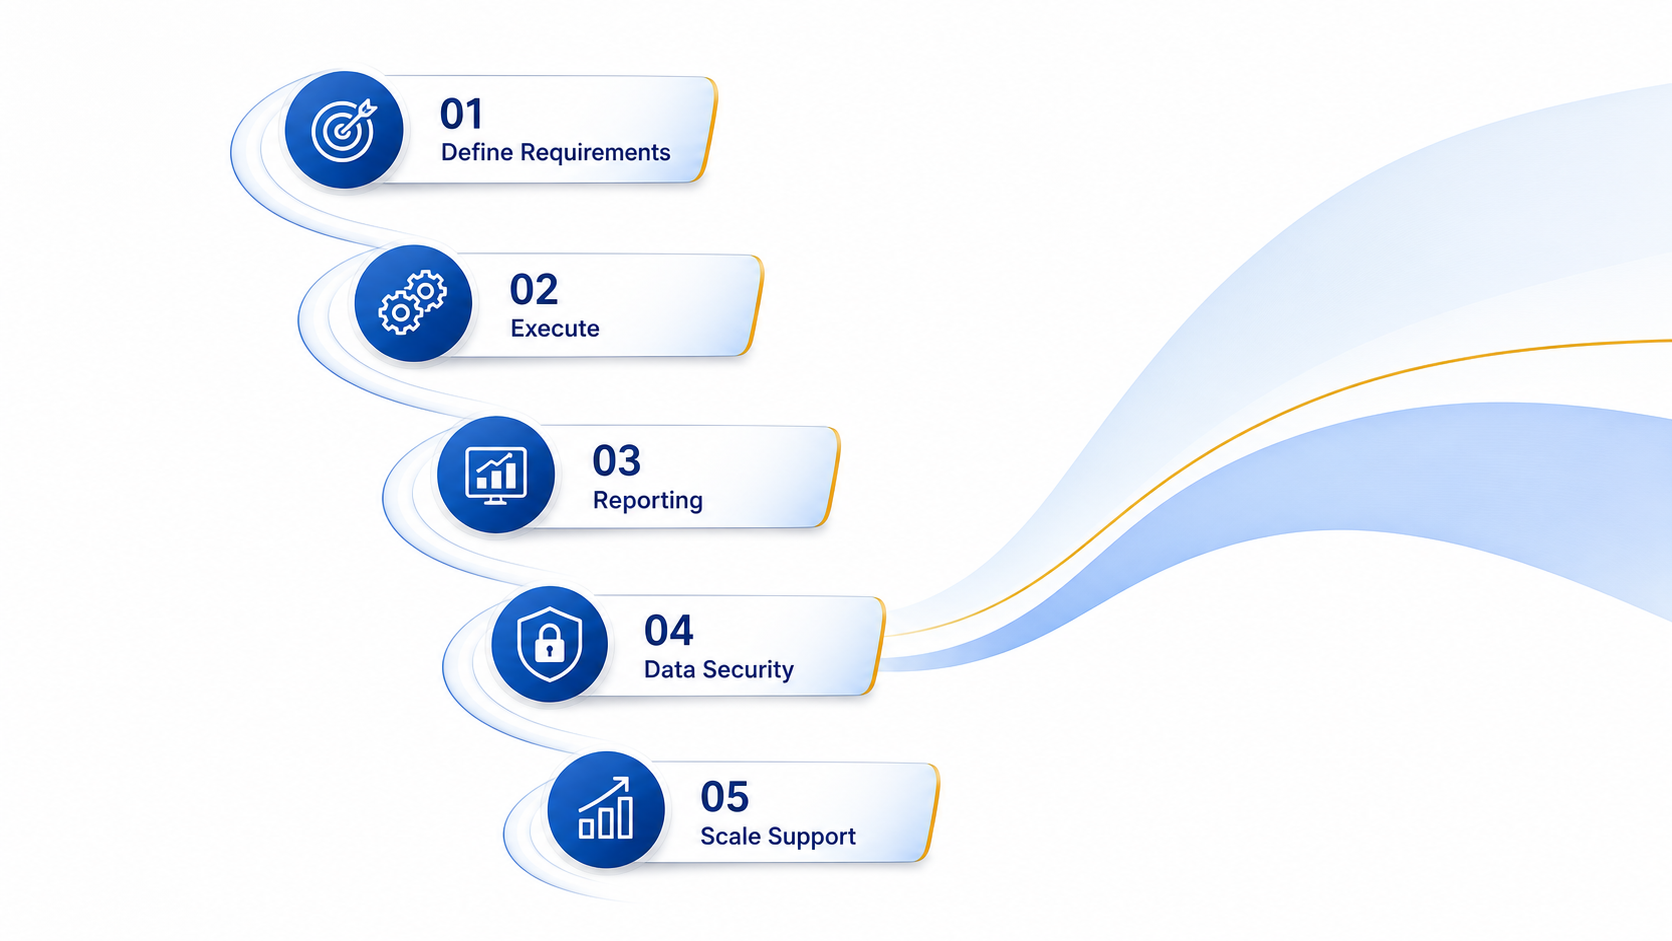 01
Define Requirements
02
Execute
03
Reporting
04
Data Security
05
Scale Support